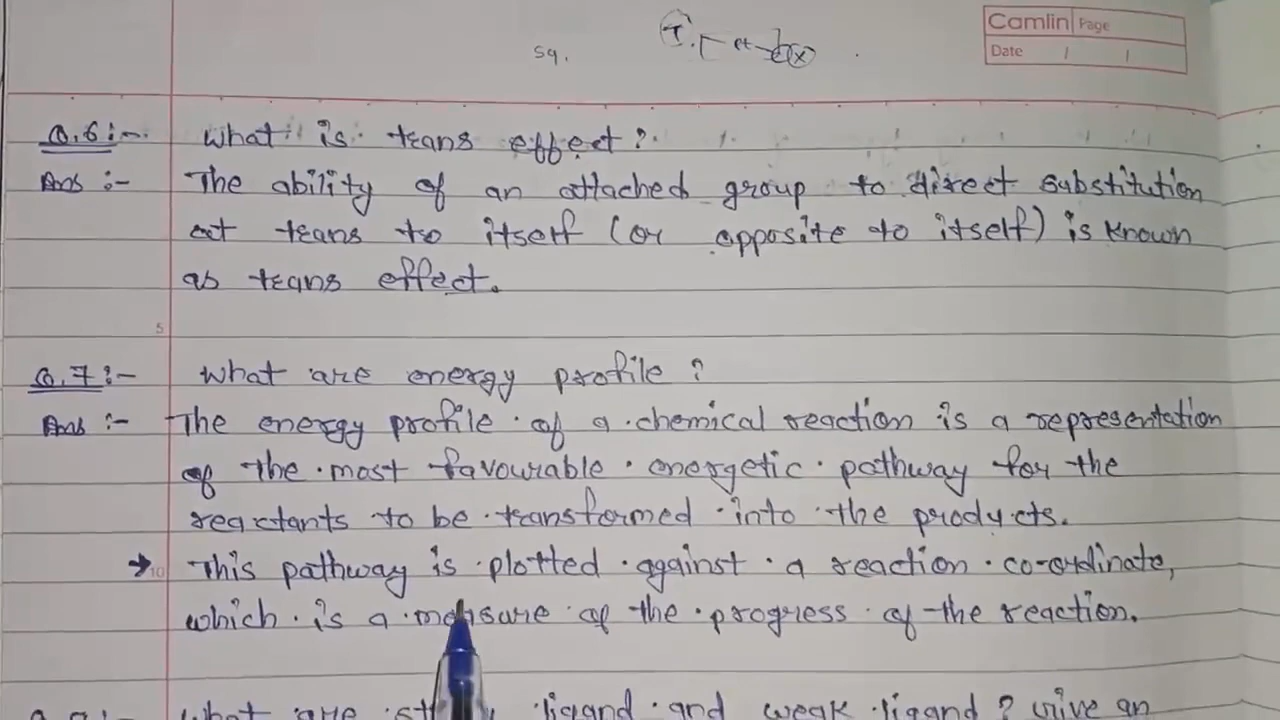 Camlin Page
Date / /
sq.
Q.6:- What is trans effect?
Ans :- The ability of an attached group to direct substitution
at trans to itself (or opposite to itself) is known
as trans effect.
5
Q.7:- What are energy profile ?
Ans :- The energy profile of a chemical reaction is a representation
of the most favourable energetic pathway for the
reactants to be transformed into the products.
→ 10 This pathway is plotted against a reaction co-ordinate,
which is a measure of the progress of the reaction.
What are ligand and weak ligand ? Give an